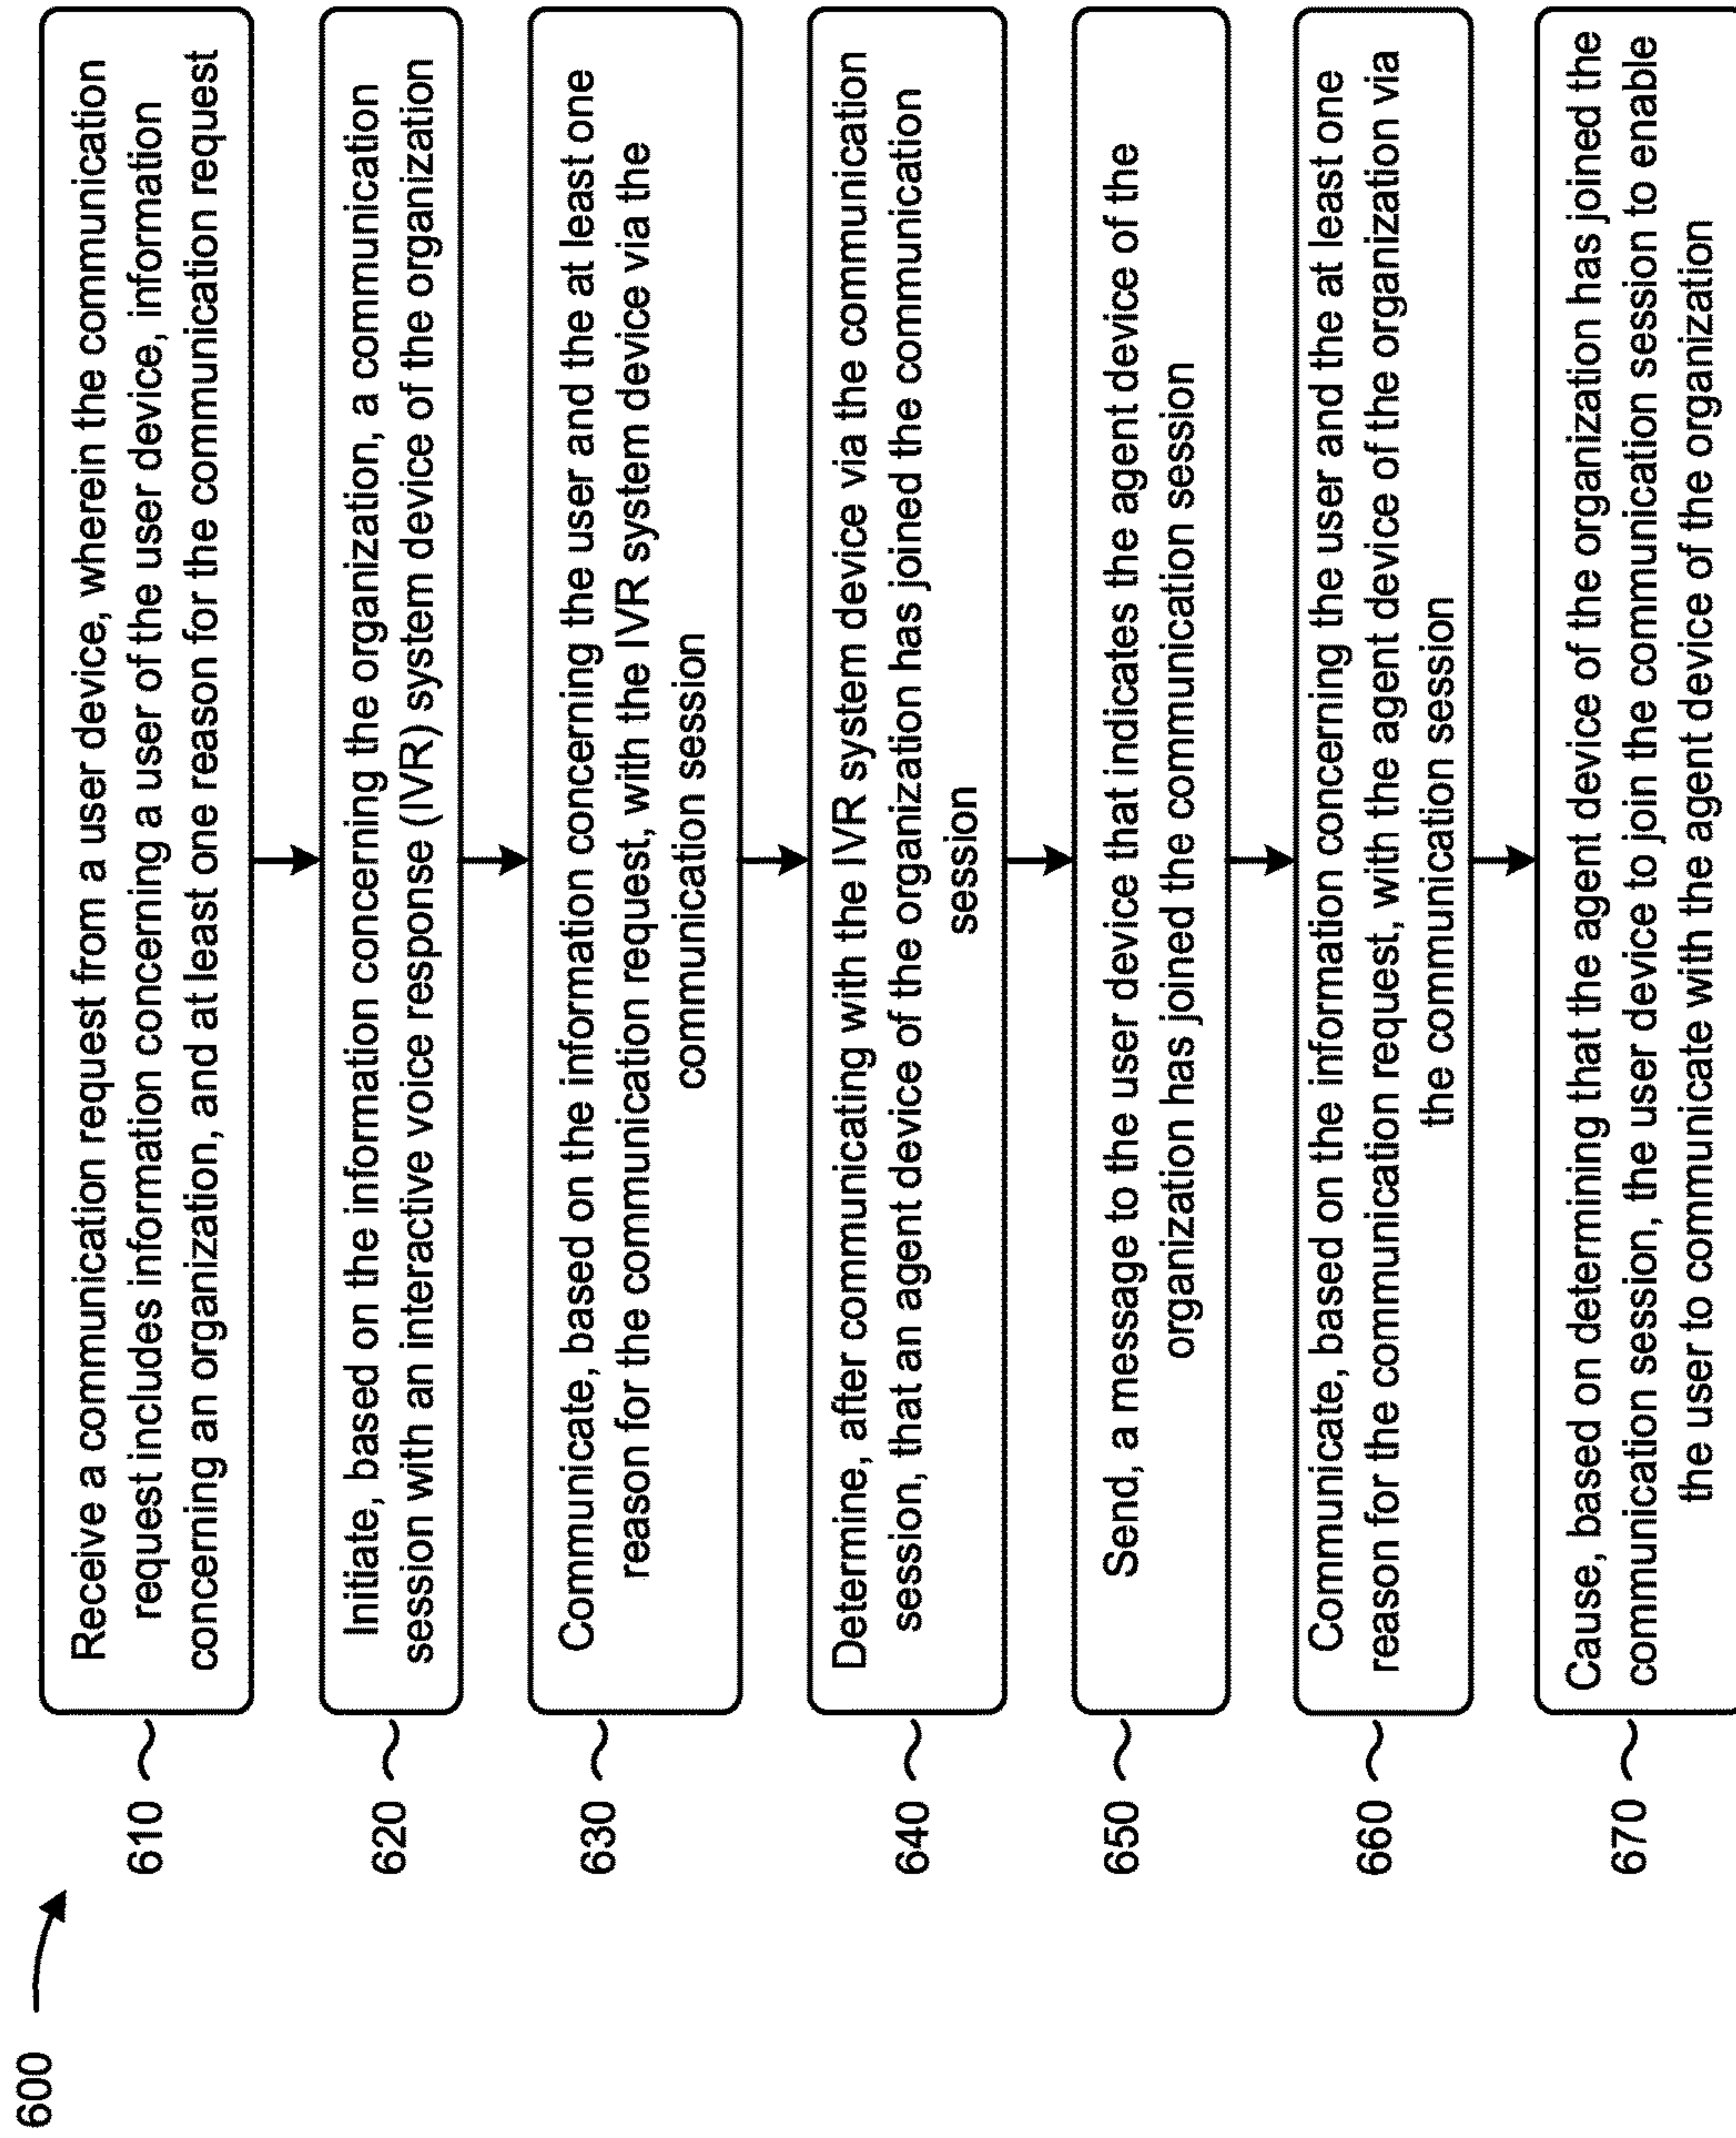 600
610
Receive a communication request from a user device, wherein the communication
request includes information concerning a user of the user device, information
concerning an organization, and at least one reason for the communication request
620
Initiate, based on the information concerning the organization, a communication
session with an interactive voice response (IVR) system device of the organization
630
Communicate, based on the information concerning the user and the at least one
reason for the communication request, with the IVR system device via the
communication session
640
Determine, after communicating with the IVR system device via the communication
session, that an agent device of the organization has joined the communication
session
650
Send, a message to the user device that indicates the agent device of the
organization has joined the communication session
660
Communicate, based on the information concerning the user and the at least one
reason for the communication request, with the agent device of the organization via
the communication session
670
Cause, based on determining that the agent device of the organization has joined the
communication session, the user device to join the communication session to enable
the user to communicate with the agent device of the organization